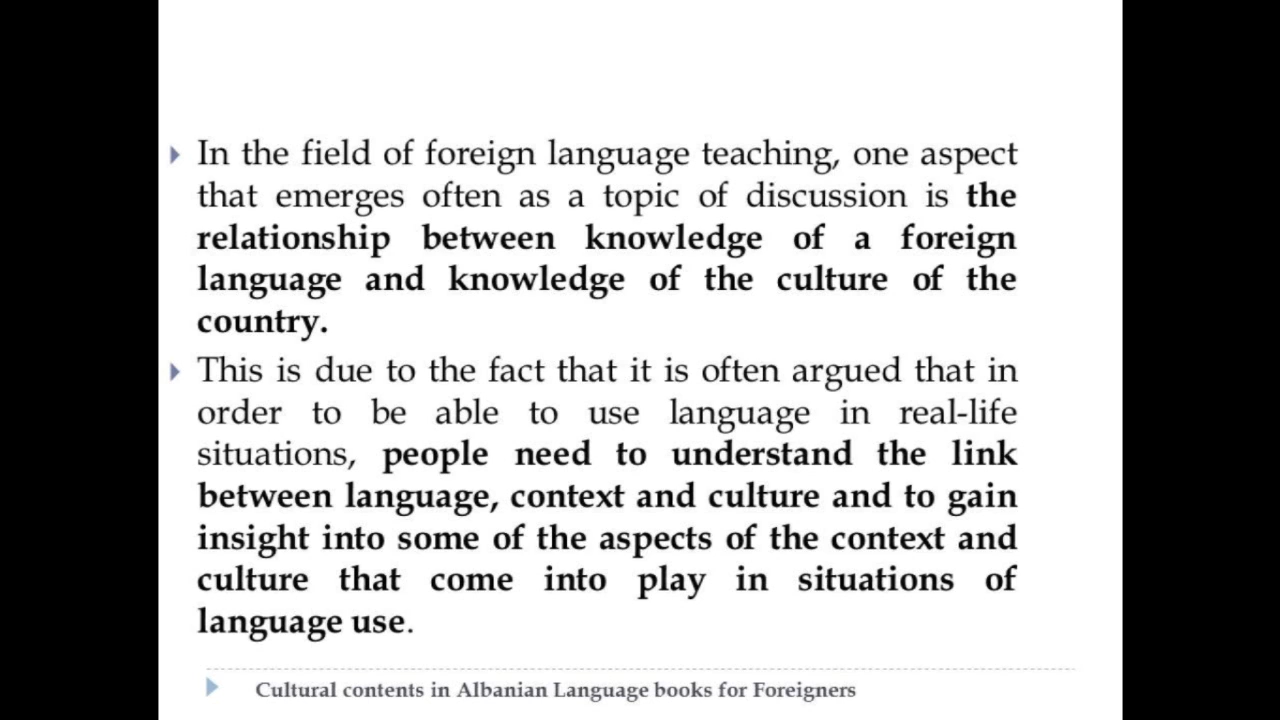 In the field of foreign language teaching, one aspect
that emerges often as a topic of discussion is the
relationship between knowledge of a foreign
language and knowledge of the culture of the
country.
This is due to the fact that it is often argued that in
order to be able to use language in real-life
situations, people need to understand the link
between language, context and culture and to gain
insight into some of the aspects of the context and
culture that come into play in situations of
language use.
Cultural contents in Albanian Language books for Foreigners